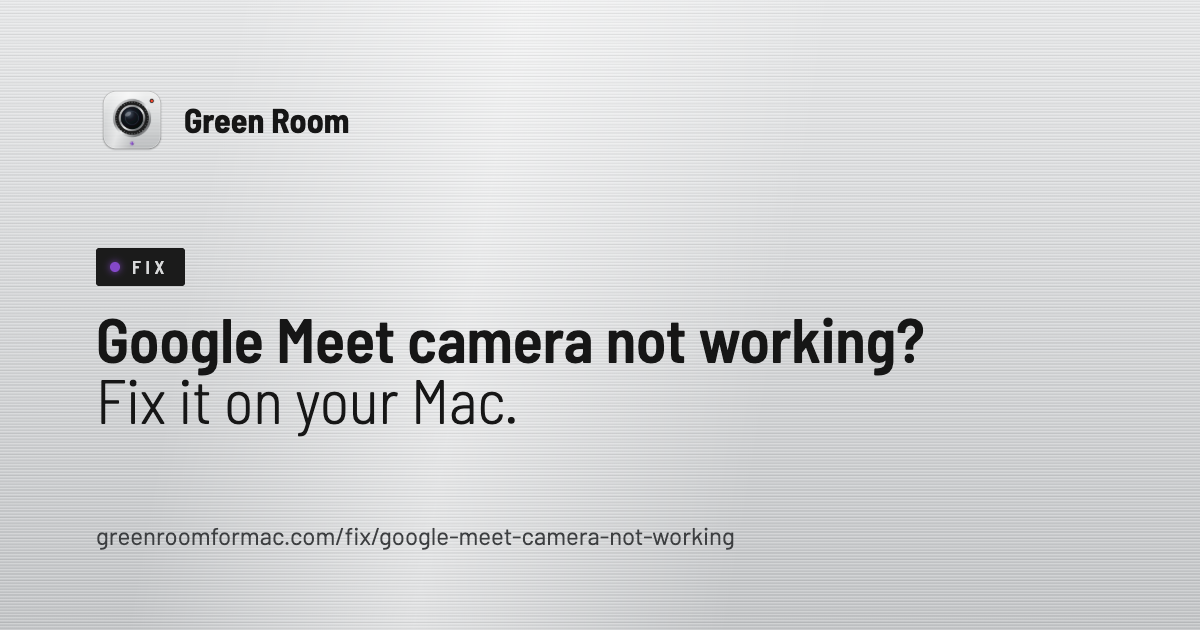 Green Room
FIX
Google Meet camera not working?
Fix it on your Mac.
greenroomformac.com/fix/google-meet-camera-not-working